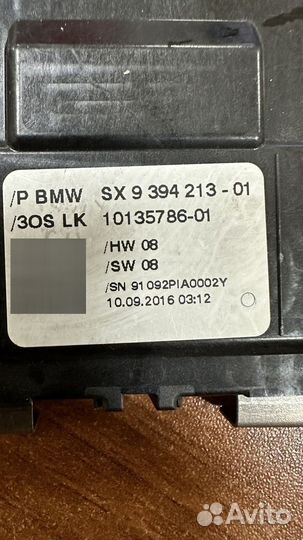 /P BMW SX 9 394 213 - 01
/3OS LK 10135786-01
/HW 08
/SW 08
/SN 91092PIA0002Y
10.09.2016 03:12
Avito